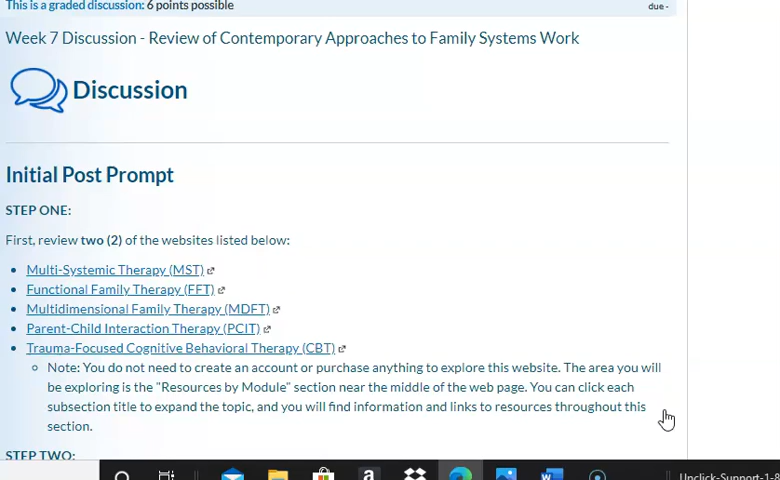 This is a graded discussion: 6 points possible
due -
Week 7 Discussion - Review of Contemporary Approaches to Family Systems Work
Discussion
Initial Post Prompt
STEP ONE:
First, review two (2) of the websites listed below:
Multi-Systemic Therapy (MST)
Functional Family Therapy (FFT)
Multidimensional Family Therapy (MDFT)
Parent-Child Interaction Therapy (PCIT)
Trauma-Focused Cognitive Behavioral Therapy (CBT)
Note: You do not need to create an account or purchase anything to explore this website. The area you will
be exploring is the "Resources by Module" section near the middle of the web page. You can click each
subsection title to expand the topic, and you will find information and links to resources throughout this
section.
STEP TWO:
Unclick-Support-1-8